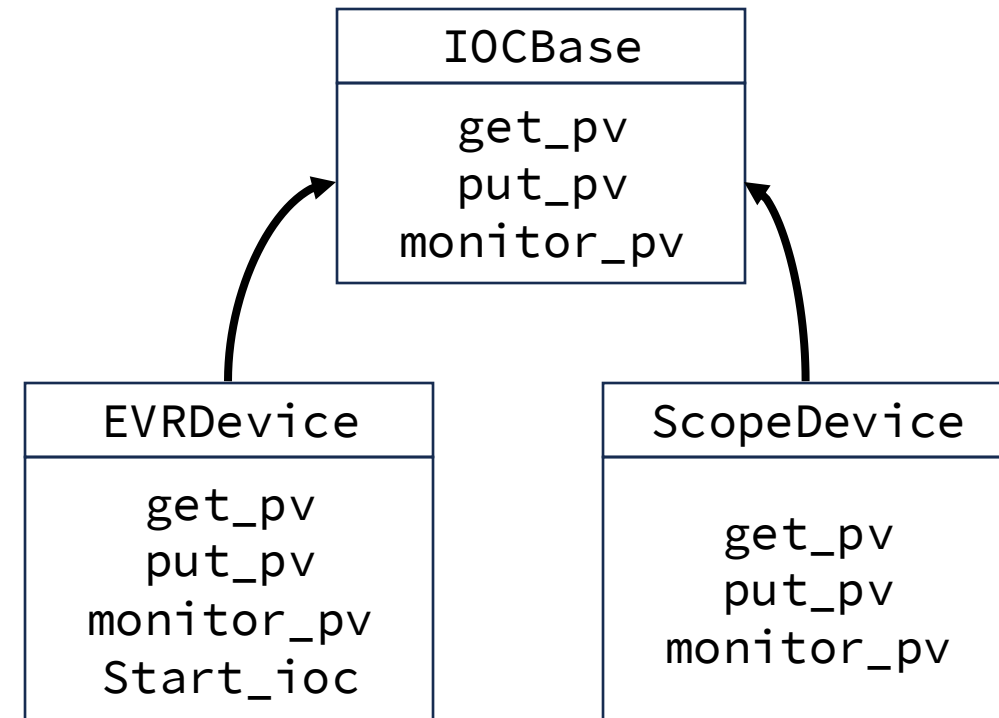 IOCBase
get_pv
put_pv
monitor_pv
EVRDevice
get_pv
put_pv
monitor_pv
Start_ioc
ScopeDevice
get_pv
put_pv
monitor_pv